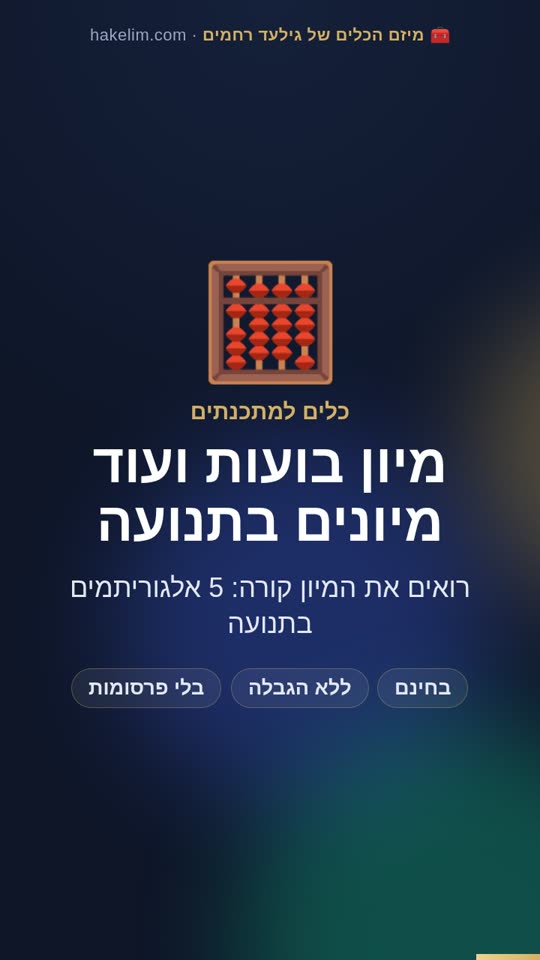 🧰 מיזם הכלים של גילעד רחמים · hakelim.com
כלים למתכנתים
מיון בועות ועוד
מיונים בתנועה
רואים את המיון קורה: 5 אלגוריתמים
בתנועה
בחינם
ללא הגבלה
בלי פרסומות